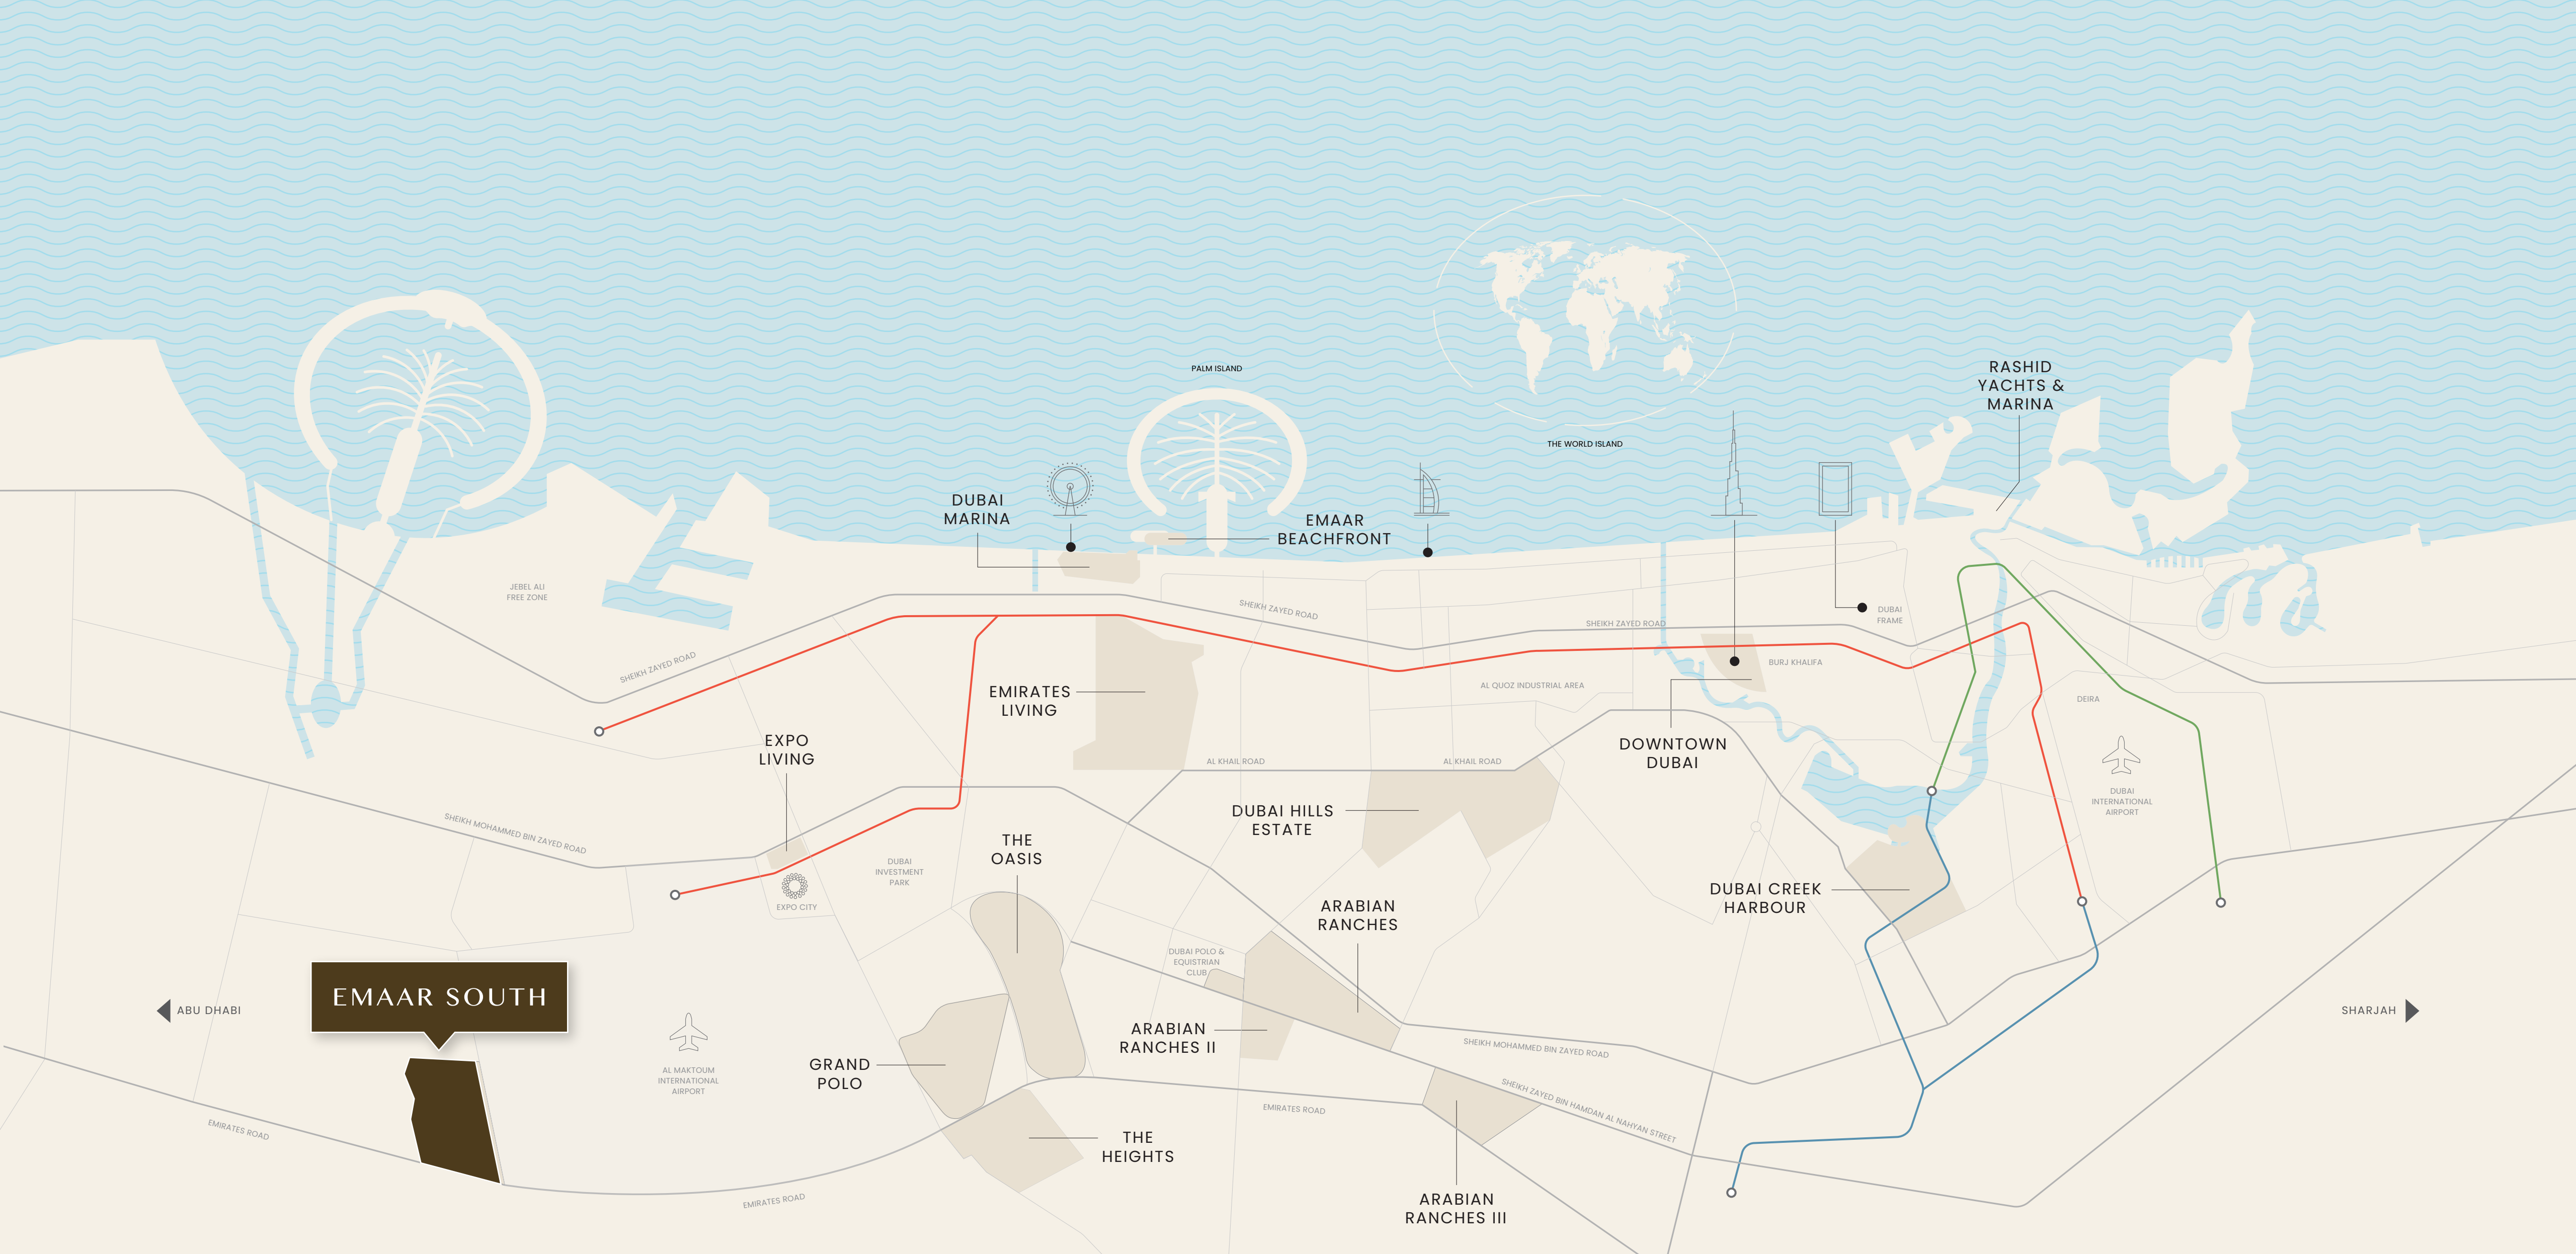 PALM ISLAND
RASHID
YACHTS &
MARINA
THE WORLD ISLAND
DUBAI
MARINA
EMAAR
BEACHFRONT
JEBEL ALI
FREE ZONE
SHEIKH ZAYED ROAD
SHEIKH ZAYED ROAD
DUBAI
FRAME
SHEIKH ZAYED ROAD
BURJ KHALIFA
AL QUOZ INDUSTRIAL AREA
EMIRATES
LIVING
DEIRA
EXPO
LIVING
DOWNTOWN
DUBAI
AL KHAIL ROAD
AL KHAIL ROAD
DUBAI
INTERNATIONAL
AIRPORT
DUBAI HILLS
ESTATE
SHEIKH MOHAMMED BIN ZAYED ROAD
THE
OASIS
DUBAI
INVESTMENT
PARK
DUBAI CREEK
HARBOUR
EXPO CITY
ARABIAN
RANCHES
DUBAI POLO &
EQUISTRIAN
CLUB
EMAAR SOUTH
ABU DHABI
SHARJAH
ARABIAN
RANCHES II
SHEIKH MOHAMMED BIN ZAYED ROAD
GRAND
POLO
AL MAKTOUM
INTERNATIONAL
AIRPORT
SHEIKH ZAYED BIN HAMDAN AL NAHYAN STREET
EMIRATES ROAD
EMIRATES ROAD
THE
HEIGHTS
EMIRATES ROAD
ARABIAN
RANCHES III